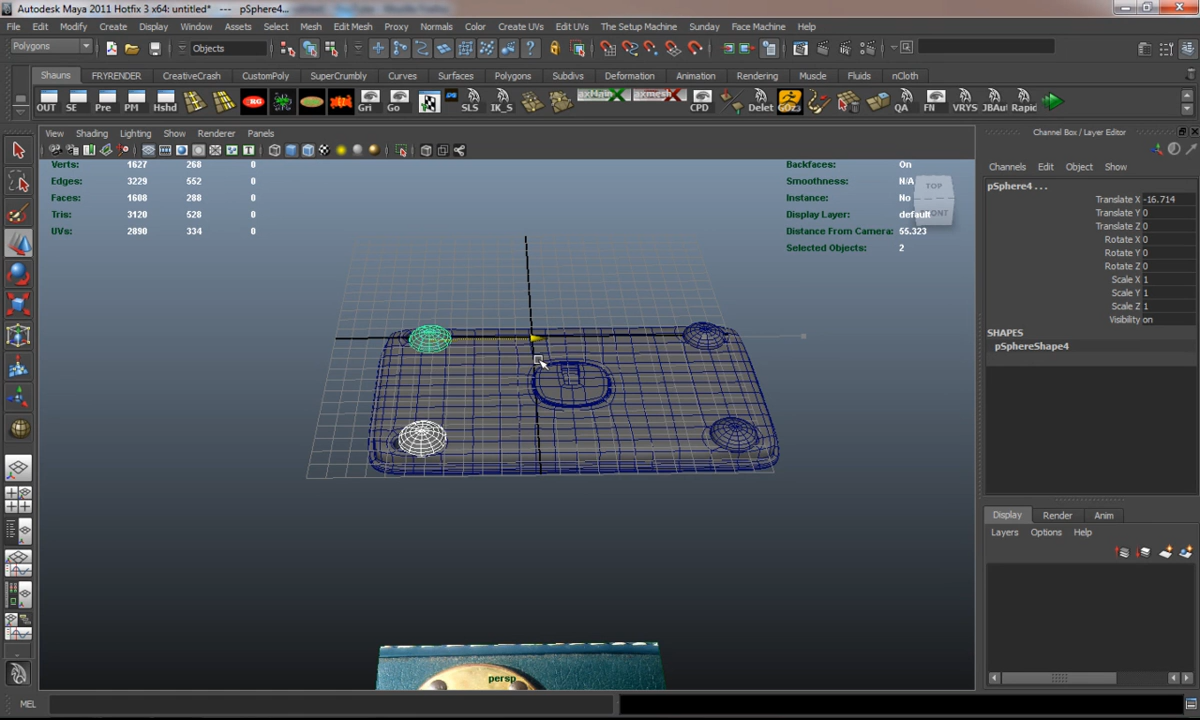 Autodesk Maya 2011 Hotfix 3 x64: untitled* --- pSphere4...
File Edit Modify Create Display Window Assets Select Mesh Edit Mesh Proxy Normals Color Create UVs Edit UVs The Setup Machine Sunday Face Machine Help
Polygons Objects
Shauns FRYRENDER CreativeCrash CustomPoly SuperCrumbly Curves Surfaces Polygons Subdivs Deformation Animation Rendering Muscle Fluids nCloth
OUT SE Pre PM Hshd Gri Go SLS IK_S CPD Delet GOz3 QA FN VRYS JBAu Rapic
View Shading Lighting Show Renderer Panels
Verts: 1627 268 0
Edges: 3229 552 0
Faces: 1608 288 0
Tris: 3120 528 0
UVs: 2890 334 0
Backfaces: On
Smoothness: N/A
Instance: No
Display Layer: default
Distance From Camera: 55.323
Selected Objects: 2
TOP
persp
Channel Box / Layer Editor
Channels Edit Object Show
pSphere4 . . .
Translate X -16.714
Translate Y 0
Translate Z 0
Rotate X 0
Rotate Y 0
Rotate Z 0
Scale X 1
Scale Y 1
Scale Z 1
Visibility on
SHAPES
pSphereShape4
Display Render Anim
Layers Options Help
MEL